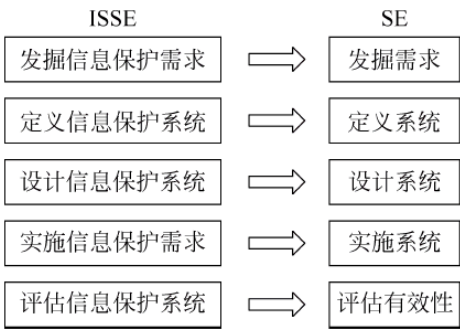 ISSE SE
发掘信息保护需求 发掘需求
定义信息保护系统 定义系统
设计信息保护系统 设计系统
实施信息保护需求 实施系统
评估信息保护系统 评估有效性